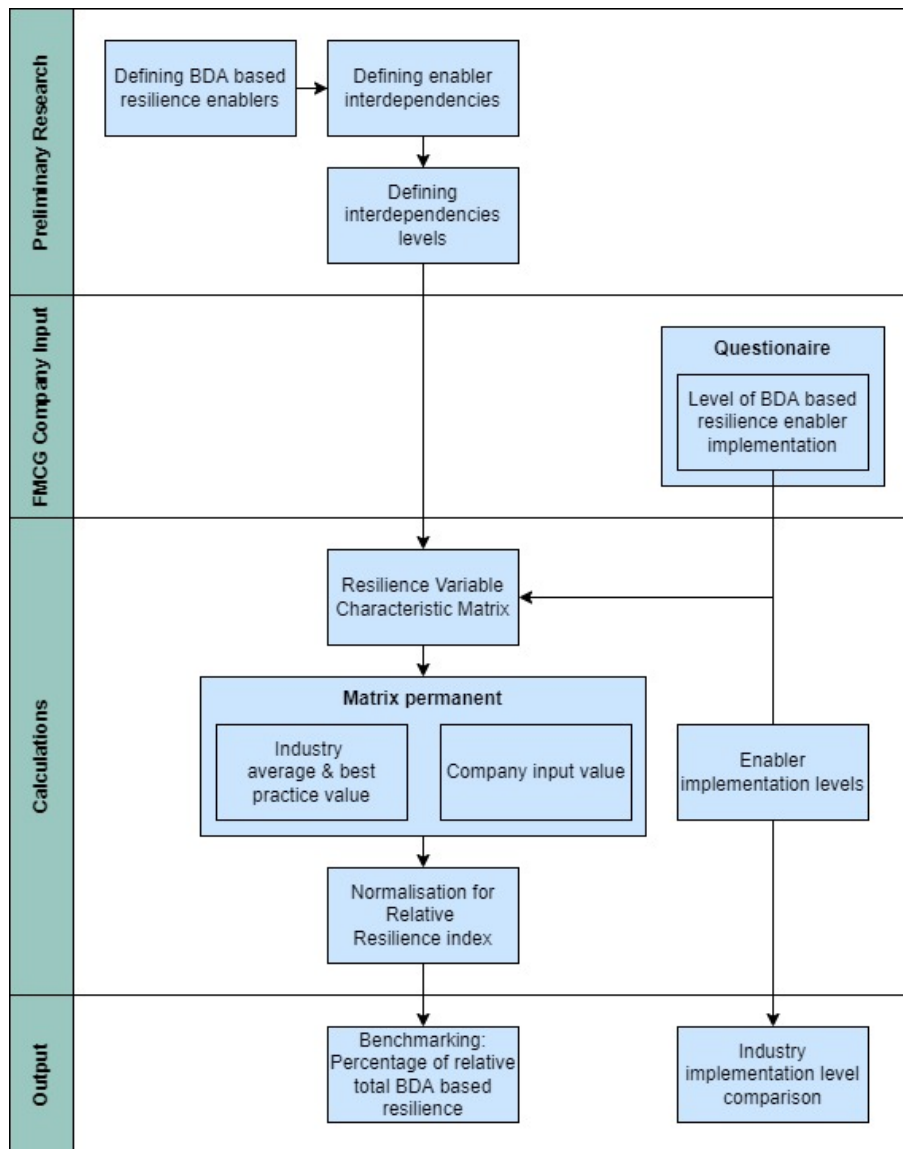 Preliminary Research
Defining BDA based
resilience enablers
Defining enabler
interdependencies
Defining
interdependencies
levels
FMCG Company Input
Questionaire
Level of BDA based
resilience enabler
implementation
Calculations
Resilience Variable
Characteristic Matrix
Matrix permanent
Industry
average & best
practice value
Company input value
Enabler
implementation levels
Normalisation for
Relative
Resilience index
Output
Benchmarking:
Percentage of relative
total BDA based
resilience
Industry
implementation level
comparison